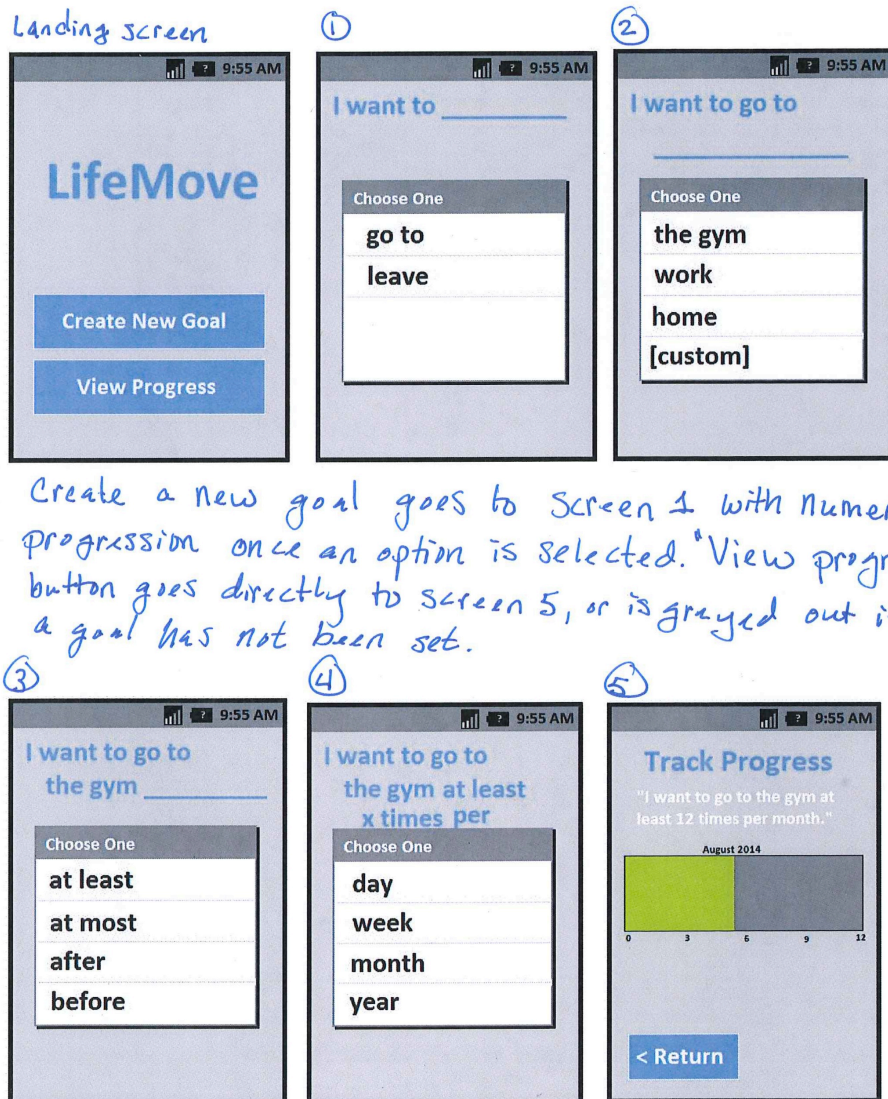 Landing screen
①
②
9:55 AM
LifeMove
Create New Goal
View Progress
9:55 AM
I want to ____________
Choose One
go to
leave
9:55 AM
I want to go to
____________
Choose One
the gym
work
home
[custom]
Create a new goal goes to screen 1 with numer
progression once an option is selected. "View progr
button goes directly to screen 5, or is grayed out i
a goal has not been set.
③
④
⑤
9:55 AM
I want to go to
the gym ____________
Choose One
at least
at most
after
before
9:55 AM
I want to go to
the gym at least
x times per
Choose One
day
week
month
year
9:55 AM
Track Progress
"I want to go to the gym at
least 12 times per month."
August 2014
0 3 6 9 12
< Return